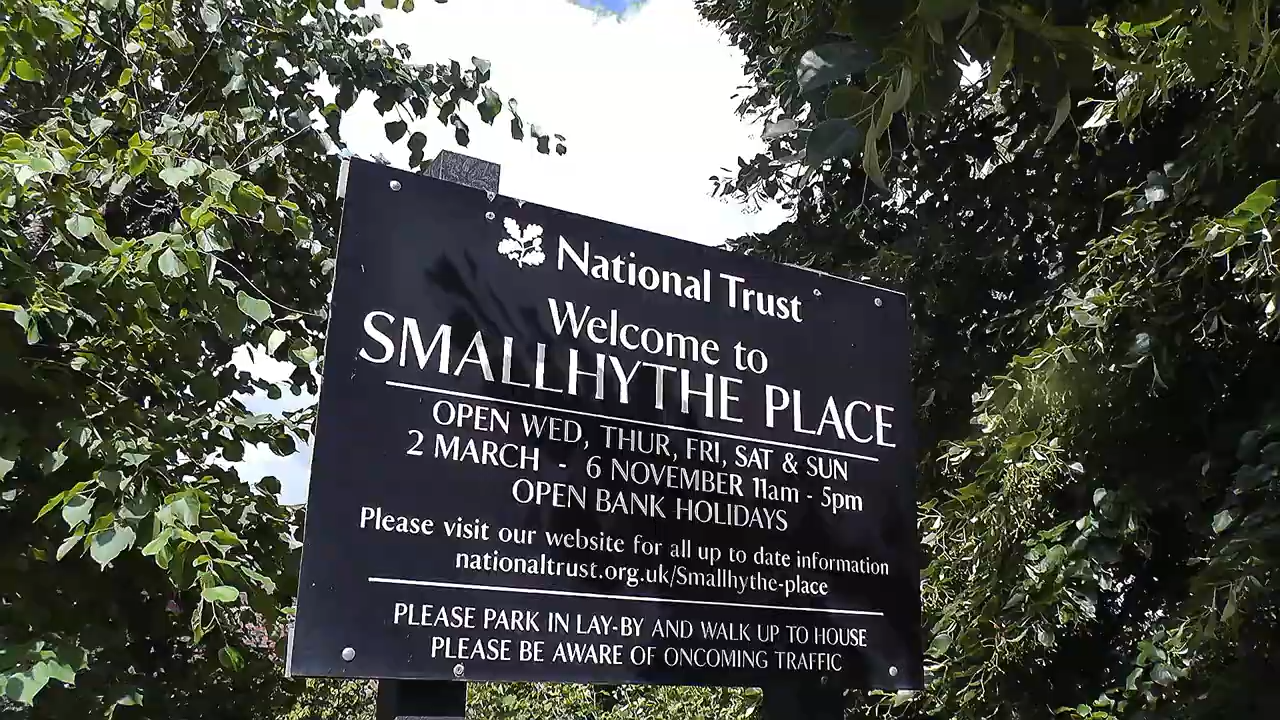 National Trust
Welcome to
SMALLHYTHE PLACE
OPEN WED, THUR, FRI, SAT & SUN
2 MARCH - 6 NOVEMBER 11am - 5pm
OPEN BANK HOLIDAYS
Please visit our website for all up to date information
nationaltrust.org.uk/Smallhythe-place
PLEASE PARK IN LAY-BY AND WALK UP TO HOUSE
PLEASE BE AWARE OF ONCOMING TRAFFIC